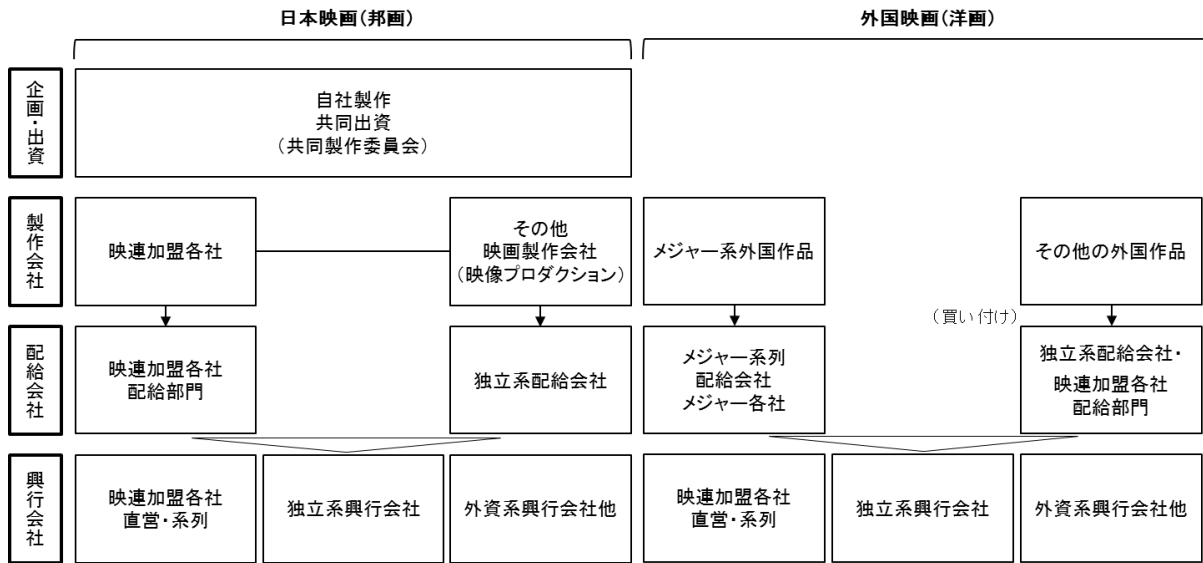 日本映画(邦画)
外国映画(洋画)
企画・出資
自社製作
共同出資
(共同製作委員会)
製作会社
映連加盟各社
その他
映画製作会社
(映像プロダクション)
メジャー系外国作品
その他の外国作品
(買い付け)
配給会社
映連加盟各社
配給部門
独立系配給会社
メジャー系列
配給会社
メジャー各社
独立系配給会社・
映連加盟各社
配給部門
興行会社
映連加盟各社
直営・系列
独立系興行会社
外資系興行会社他
映連加盟各社
直営・系列
独立系興行会社
外資系興行会社他